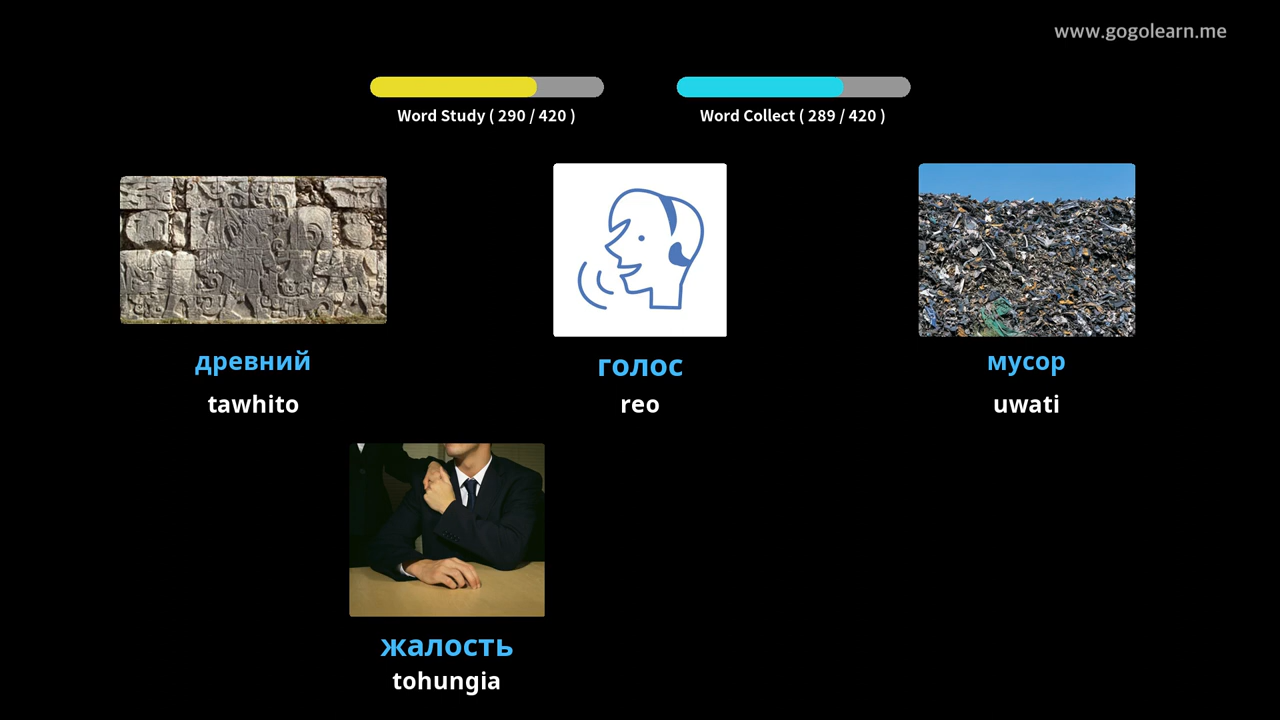 www.gogolearn.me
Word Study ( 290 / 420 )
Word Collect ( 289 / 420 )
древний
голос
мусор
tawhito
reo
uwati
жалость
tohungia